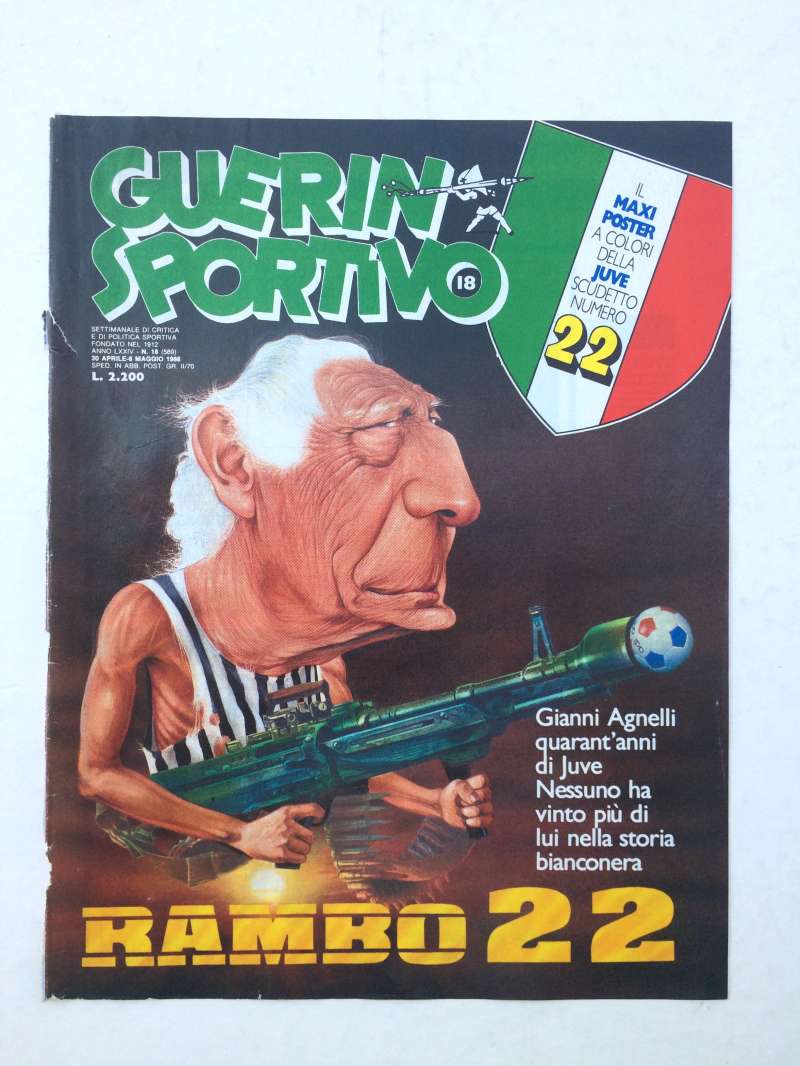 GUERIN
SPORTIVO
18
SETTIMANALE DI CRITICA
E DI POLITICA SPORTIVA
FONDATO NEL 1912
ANNO LXXIV - N. 18 (589)
30 APRILE-6 MAGGIO 1986
SPED. IN ABB. POST. GR. II/70
L. 2.200
IL
MAXI
POSTER
A COLORI
DELLA
JUVE
SCUDETTO
NUMERO
22
Gianni Agnelli
quarant'anni
di Juve
Nessuno ha
vinto più di
lui nella storia
bianconera
RAMBO 22